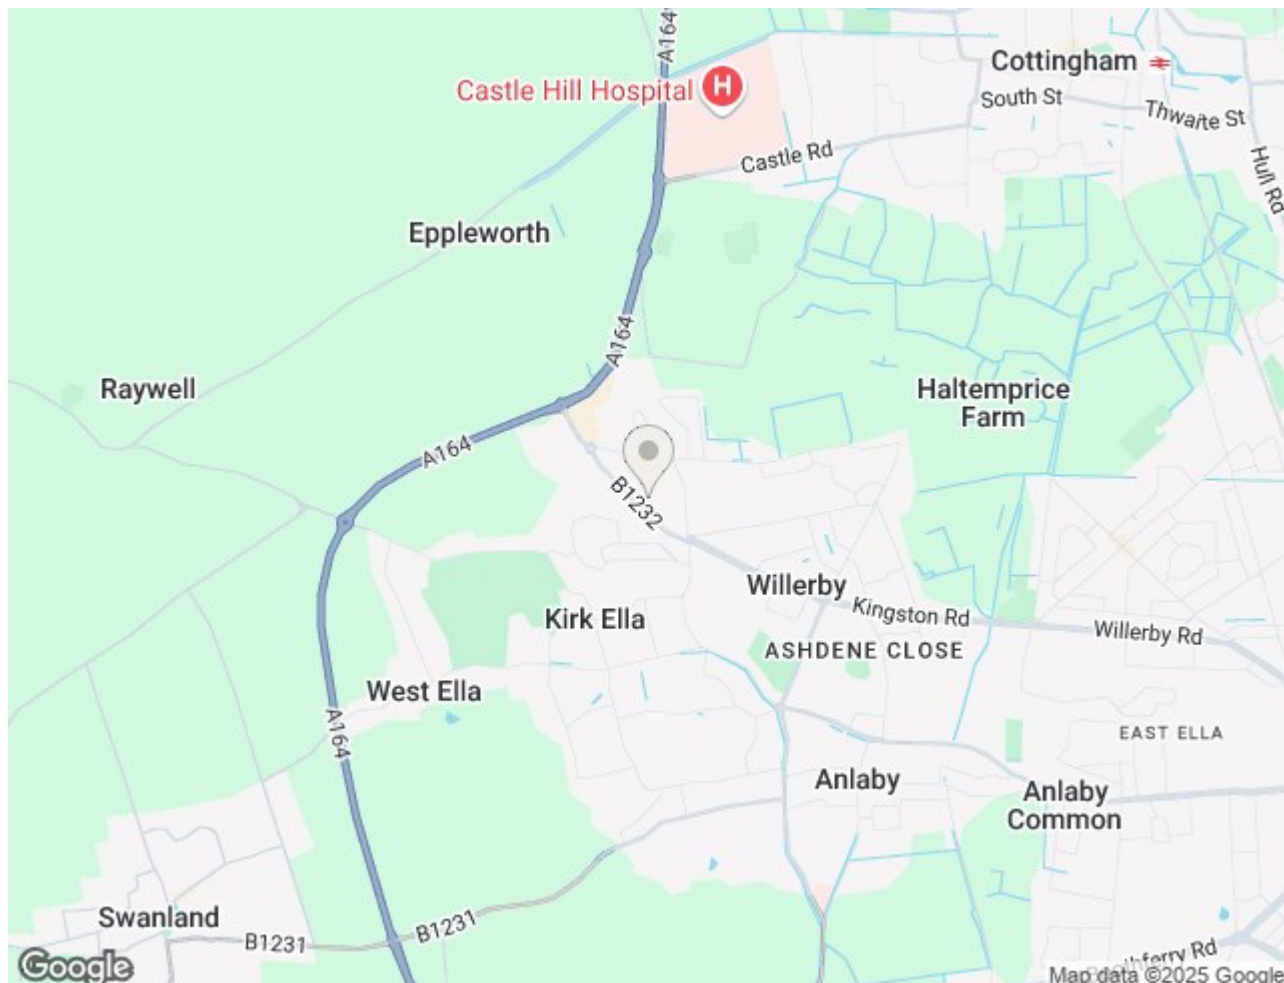 A164
Cottingham
Castle Hill Hospital
H
South St
Thwaite St
Castle Rd
Hull Rd
Eppleworth
A164
Raywell
Haltemprice
Farm
A164
B1232
Willerby
Kingston Rd
Kirk Ella
Willerby Rd
ASHDENE CLOSE
West Ella
A164
EAST ELLA
Anlaby
Anlaby
Common
Swanland
B1231
B1231
Google
Map data ©2025 Google